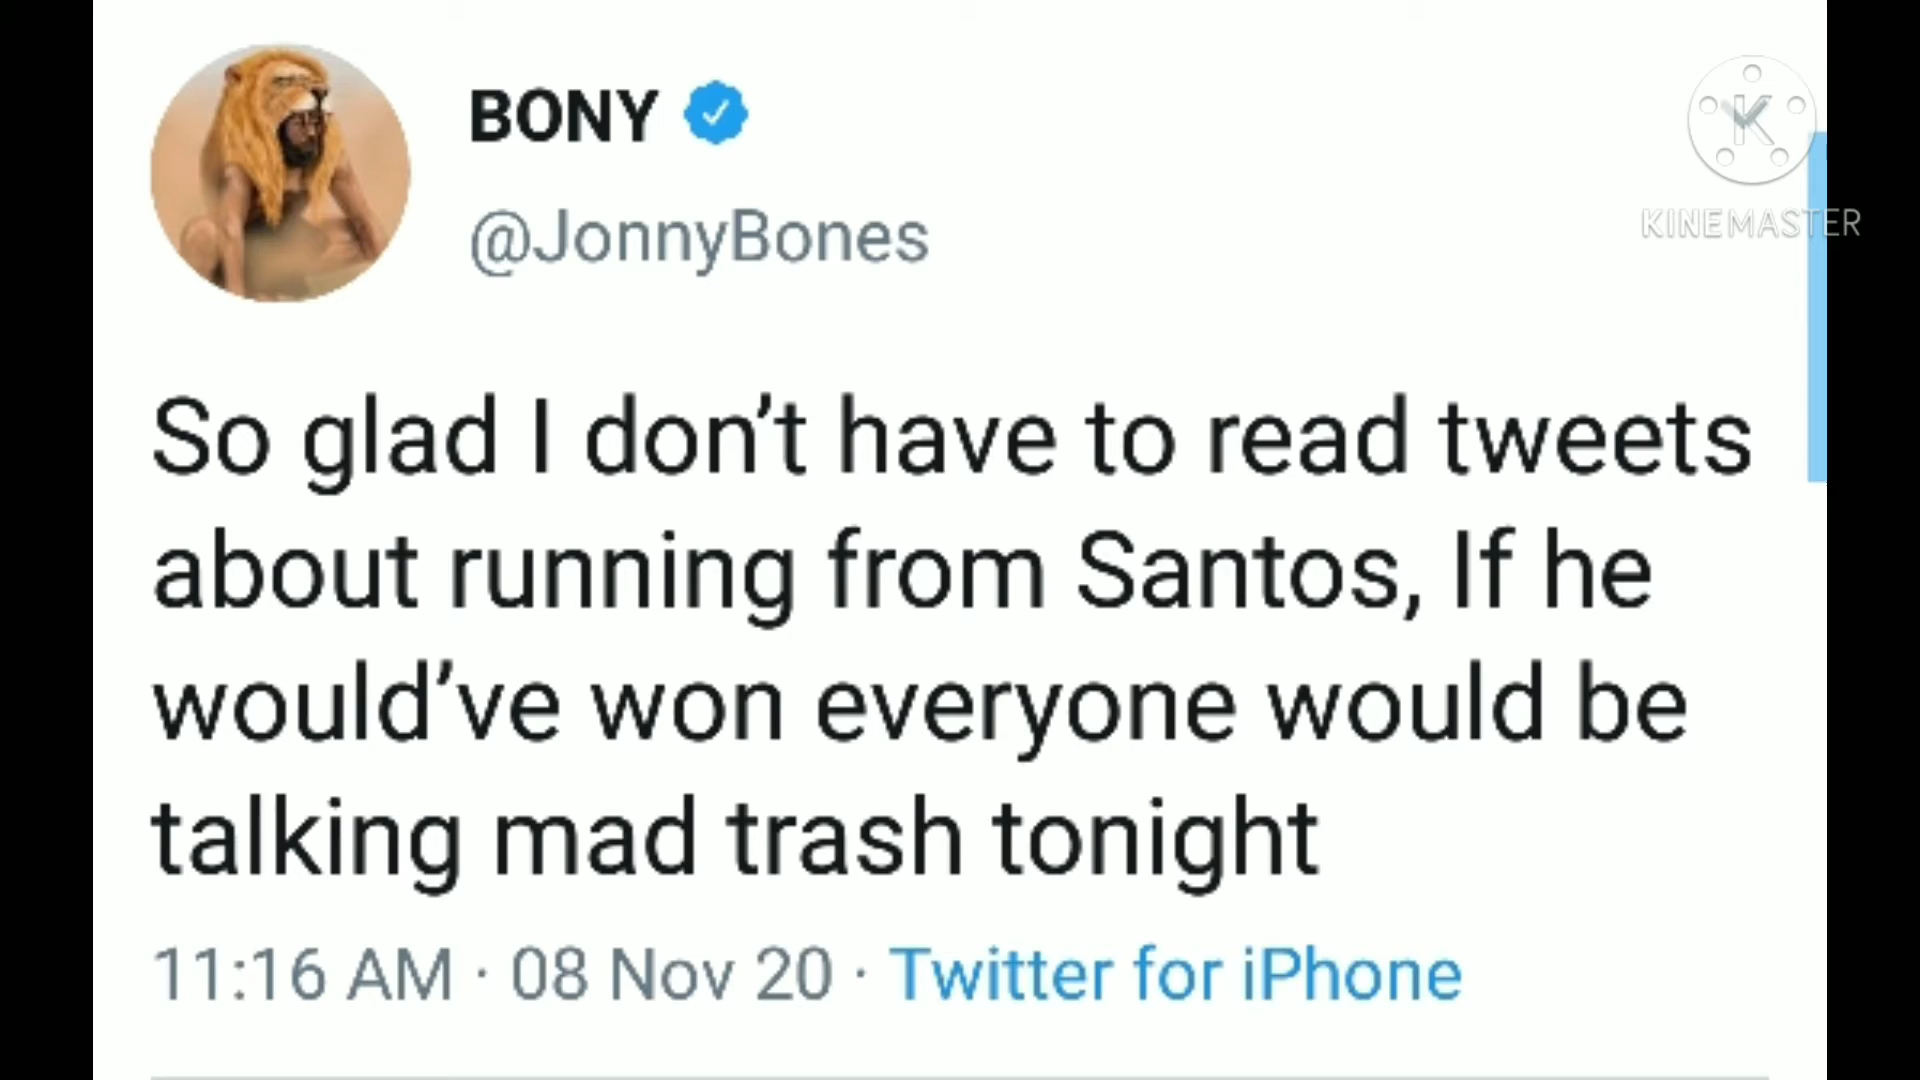 BONY
@JonnyBones
KINEMASTER
So glad I don’t have to read tweets
about running from Santos, If he
would’ve won everyone would be
talking mad trash tonight
11:16 AM · 08 Nov 20 · Twitter for iPhone